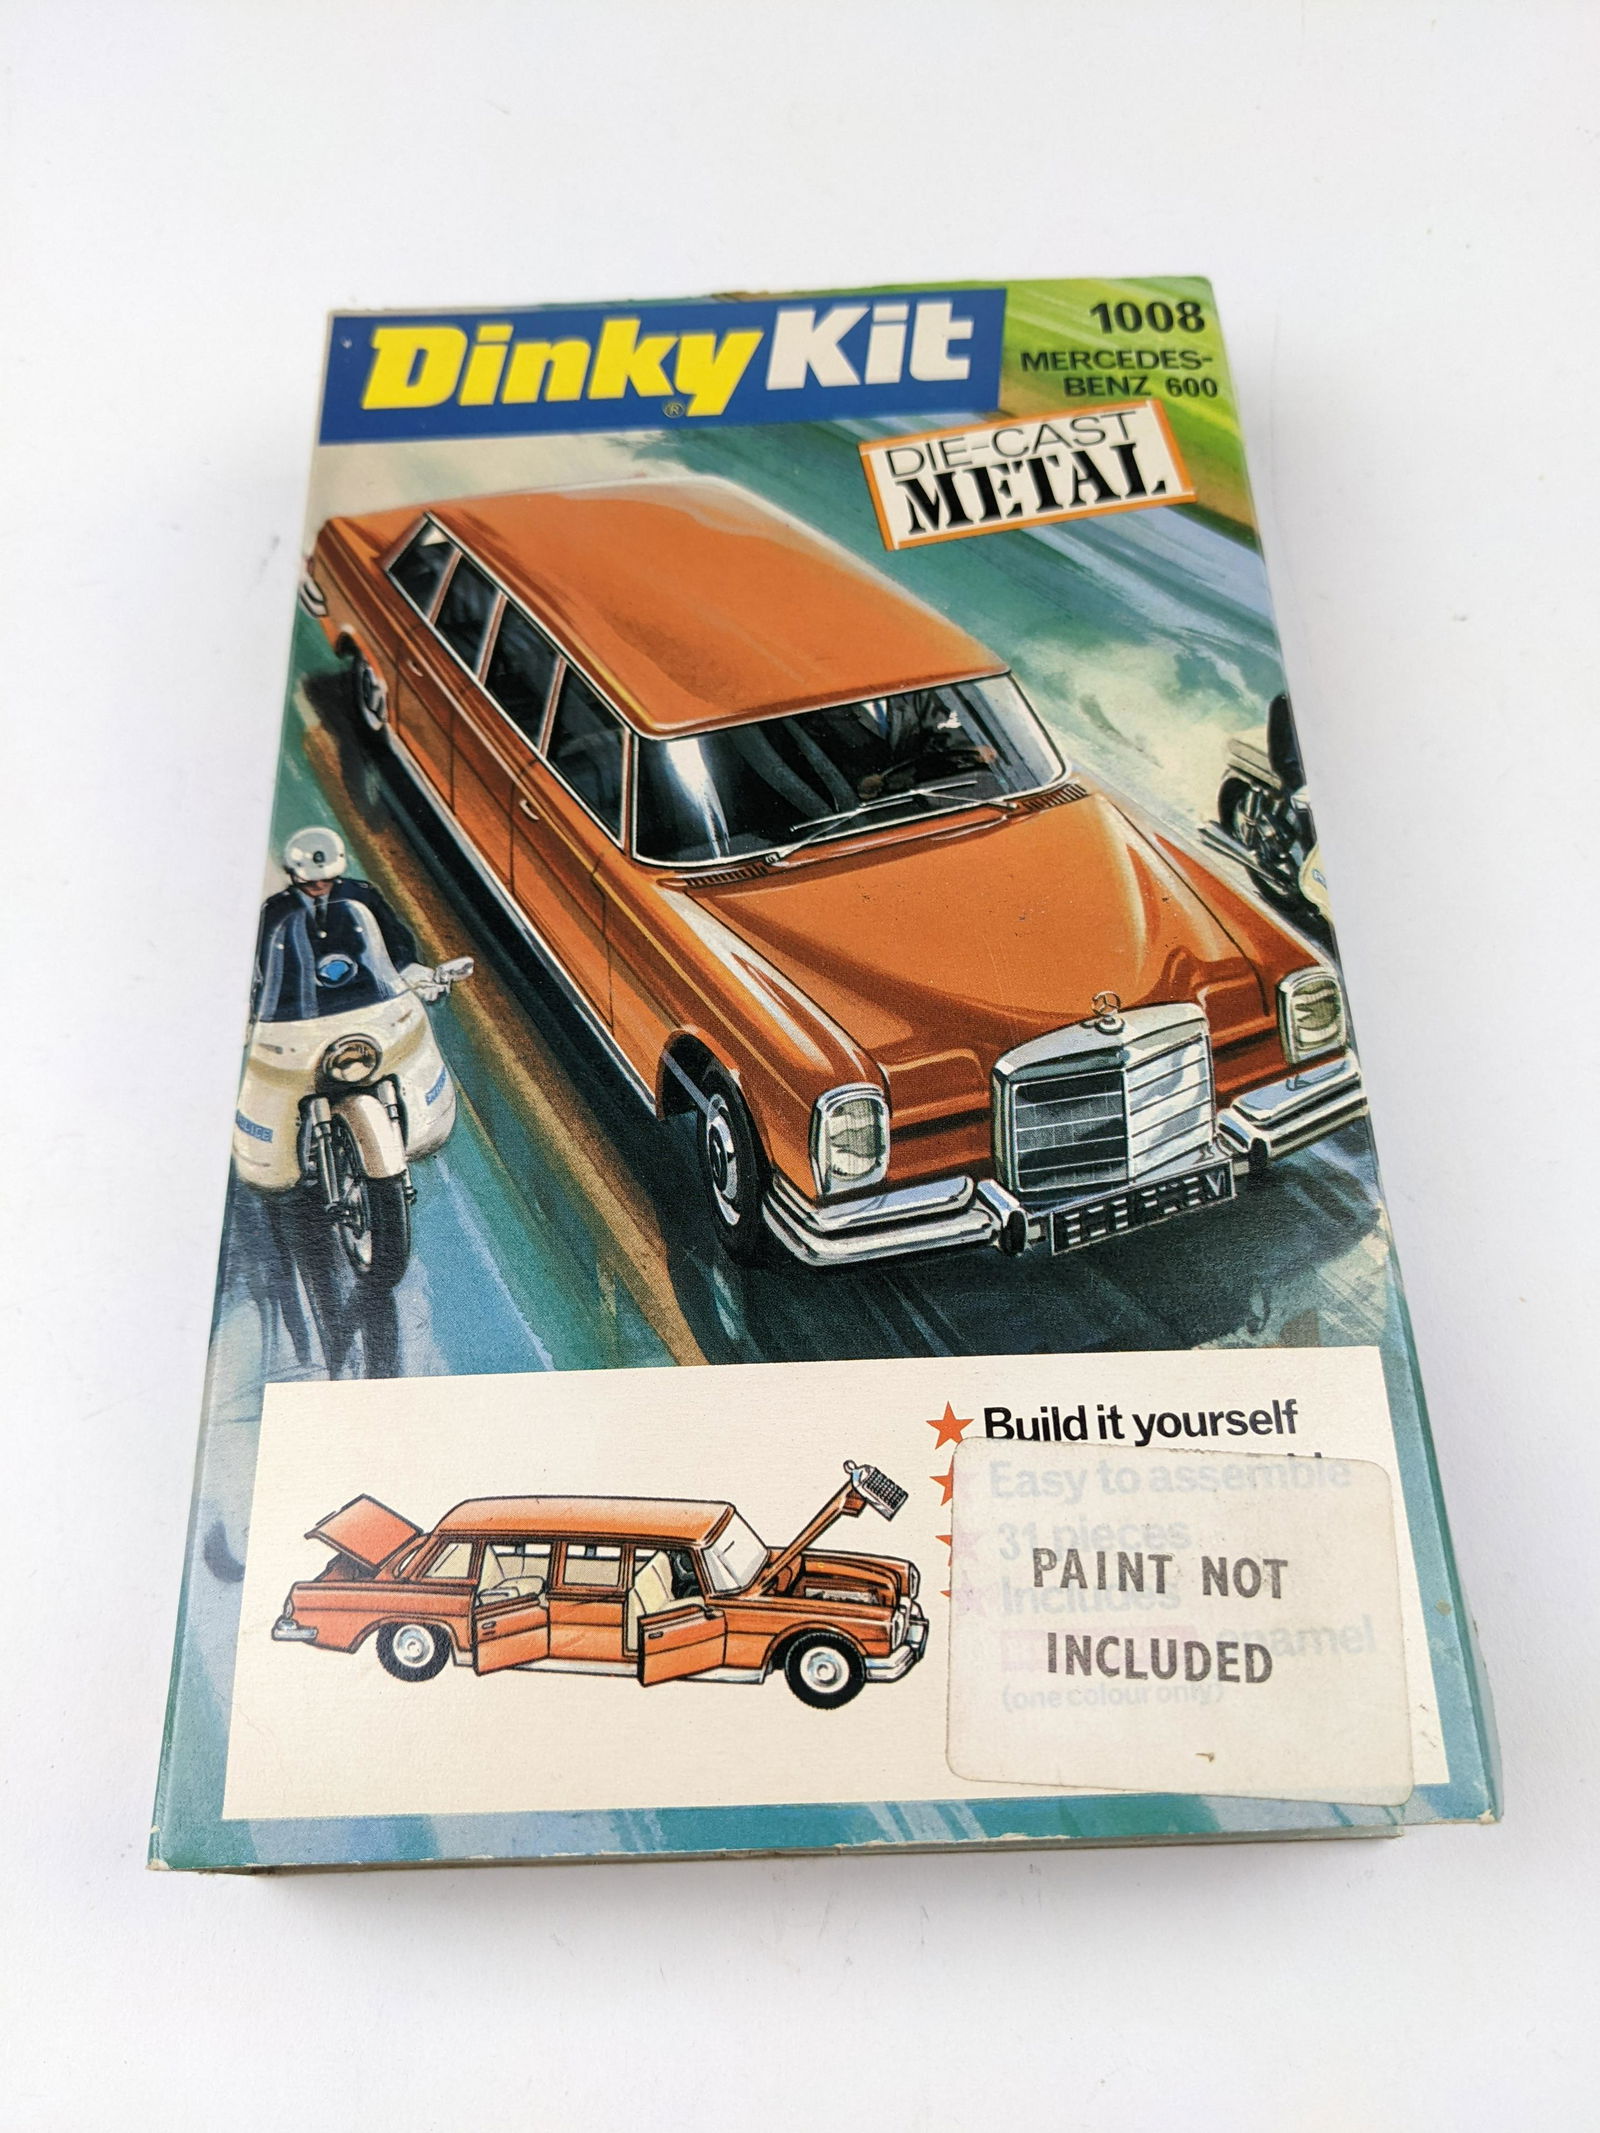 Dinky Kit
®
1008
MERCEDES-
BENZ 600
DIE-CAST
METAL
POLICE
Build it yourself
Easy to assemble
31 pieces
Includes
enamel
(one colour only)
PAINT NOT
INCLUDED